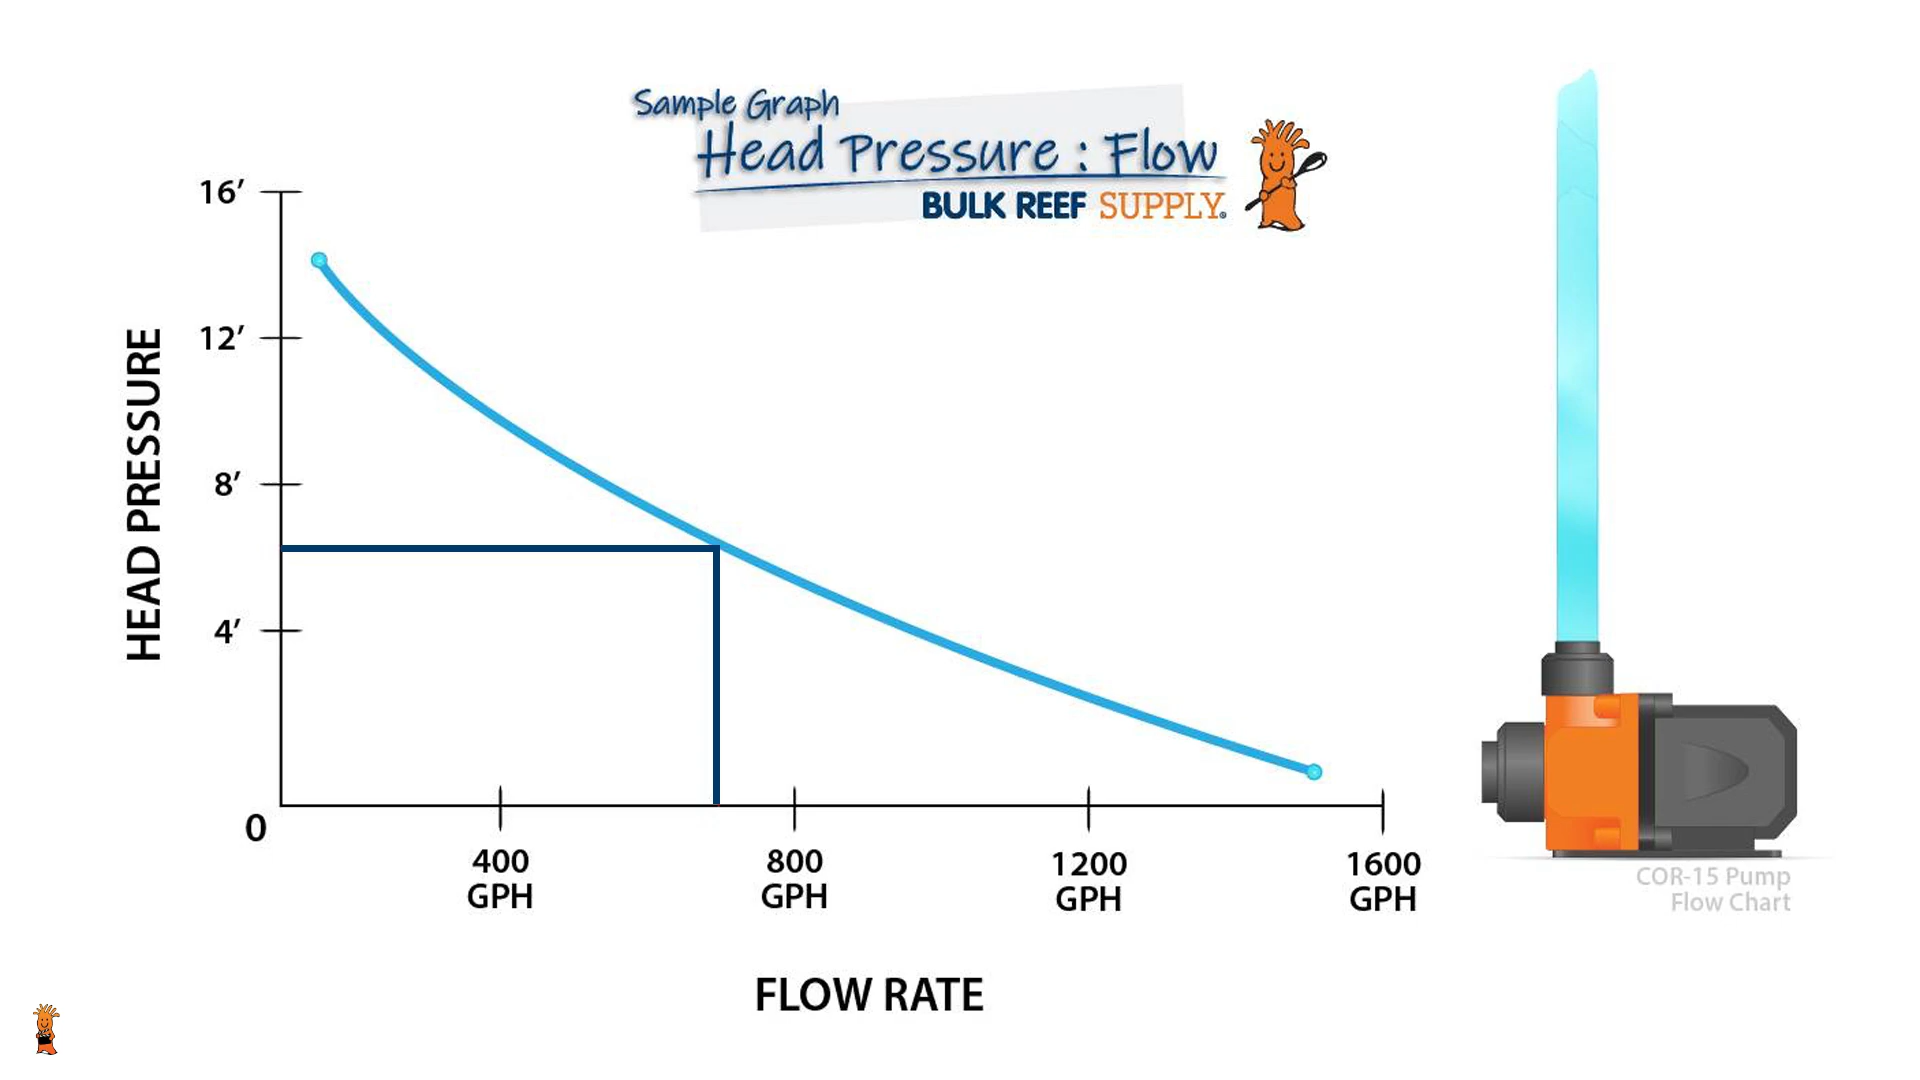 Sample Graph
Head Pressure : Flow
BULK REEF SUPPLY®
16’
12’
8’
4’
0
HEAD PRESSURE
400 GPH
800 GPH
1200 GPH
1600 GPH
FLOW RATE
COR-15 Pump
Flow Chart